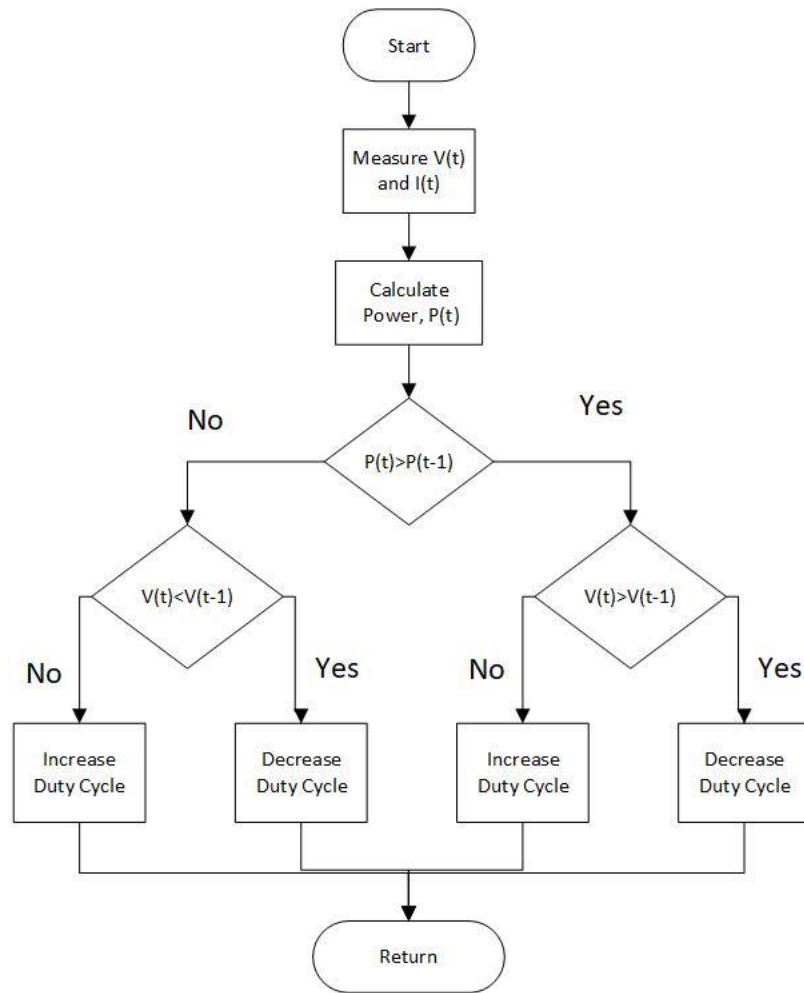 Start
Measure V(t)
and I(t)
Calculate
Power, P(t)
No
Yes
P(t)>P(t-1)
V(t)<V(t-1)
V(t)>V(t-1)
No
Yes
No
Yes
Increase
Duty Cycle
Decrease
Duty Cycle
Increase
Duty Cycle
Decrease
Duty Cycle
Return